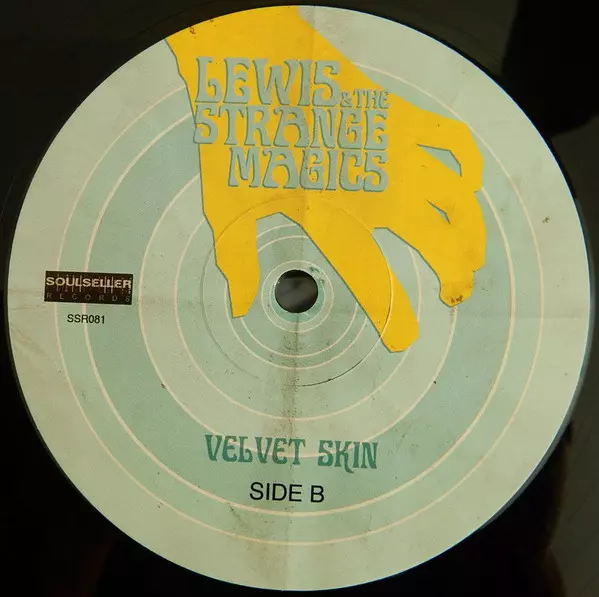 LEWIS
& THE
STRANGE
MAGICS
SOULSELLER
RECORDS
SSR081
VELVET SKIN
SIDE B